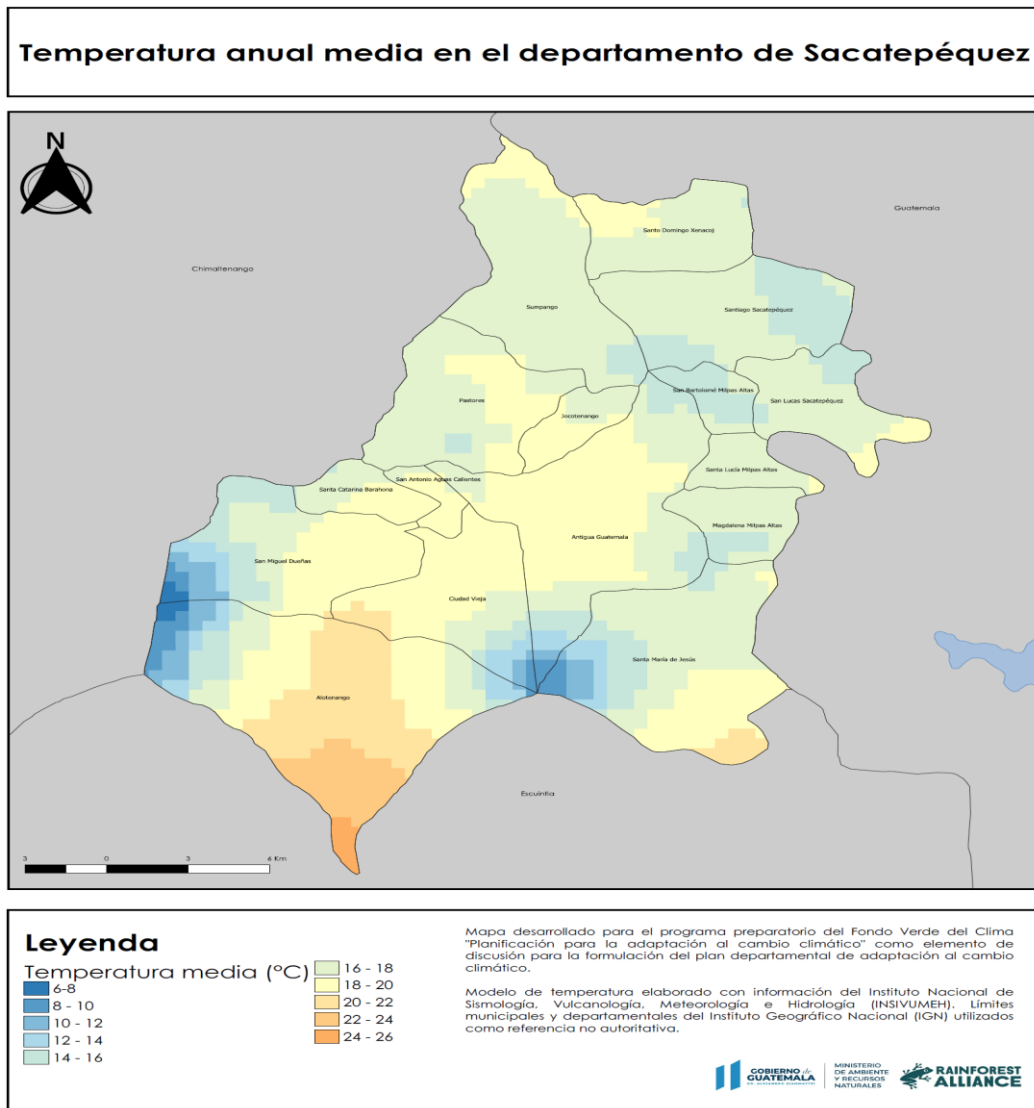 Temperatura anual media en el departamento de Sacatepéquez
N
Guatemala
Santo Domingo Xenacoj
Chimaltenango
Sumpango
Santiago Sacatepéquez
San Bartolomé Milpas Altas
Pastores
San Lucas Sacatepéquez
Jocotenango
Santa Lucía Milpas Altas
San Antonio Aguas Calientes
Santa Catarina Barahona
Magdalena Milpas Altas
Antigua Guatemala
San Miguel Dueñas
Ciudad Vieja
Santa María de Jesús
Alotenango
Escuintla
3 0 3 6 Km
Leyenda
Temperatura media (°C)
6-8
8 - 10
10 - 12
12 - 14
14 - 16
16 - 18
18 - 20
20 - 22
22 - 24
24 - 26
Mapa desarrollado para el programa preparatorio del Fondo Verde del Clima
"Planificación para la adaptación al cambio climático" como elemento de
discusión para la formulación del plan departamental de adaptación al cambio
climático.
Modelo de temperatura elaborado con información del Instituto Nacional de
Sismología, Vulcanología, Meteorología e Hidrología (INSIVUMEH). Límites
municipales y departamentales del Instituto Geográfico Nacional (IGN) utilizados
como referencia no autoritativa.
GOBIERNO de
GUATEMALA
MINISTERIO
DE AMBIENTE
Y RECURSOS
NATURALES
RAINFOREST
ALLIANCE